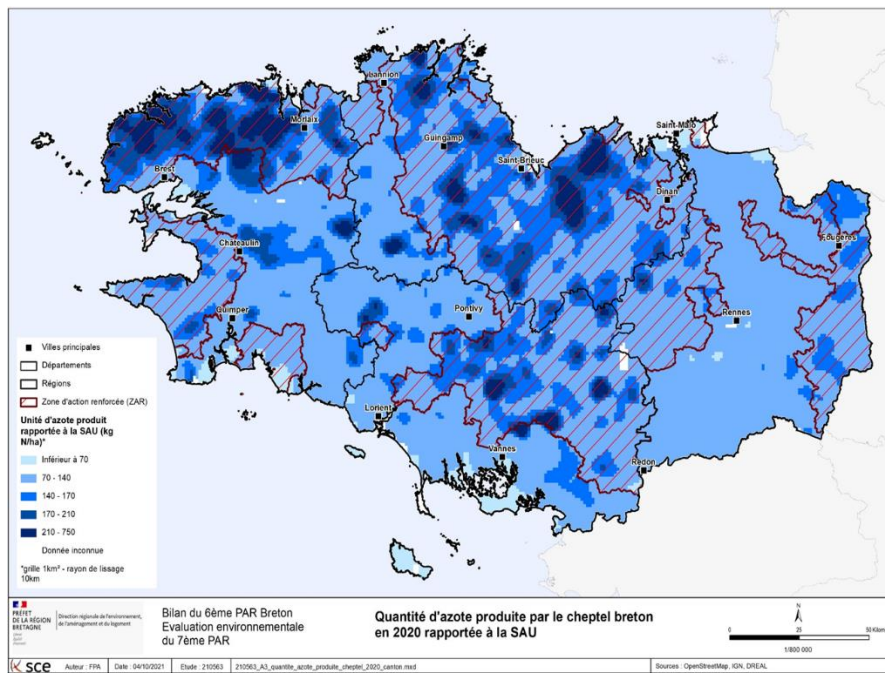 Lannion
Morlaix
Saint-Malo
Guingamp
Saint-Brieuc
Brest
Dinan
Châteaulin
Fougères
Pontivy
Rennes
Quimper
Lorient
Vannes
Redon
Villes principales
Départements
Régions
Zone d'action renforcée (ZAR)
Unité d'azote produit
rapportée à la SAU (kg
N/ha)*
Inférieur à 70
70 - 140
140 - 170
170 - 210
210 - 750
Donnée inconnue
*grille 1km² - rayon de lissage
10km
PRÉFET
DE LA RÉGION
BRETAGNE
Direction régionale de l'environnement,
de l'aménagement et du logement
Bilan du 6ème PAR Breton
Evaluation environnementale
du 7ème PAR
Quantité d'azote produite par le cheptel breton
en 2020 rapportée à la SAU
N
0 25 50 Kilom
1/800 000
sce
Auteur : FPA
Date : 04/10/2021
Etude : 210563
210563_A3_quantite_azote_produite_cheptel_2020_canton.mxd
Sources : OpenStreetMap, IGN, DREAL